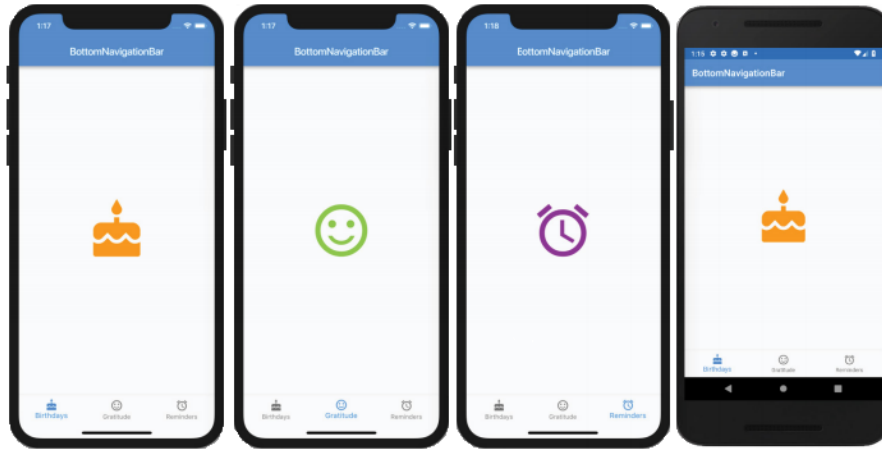 1:17
BottomNavigationBar
Birthdays
Gratitude
Reminders
1:17
BottomNavigationBar
Birthdays
Gratitude
Reminders
1:18
BottomNavigationBar
Birthdays
Gratitude
Reminders
1:15
BottomNavigationBar
Birthdays
Gratitude
Reminders